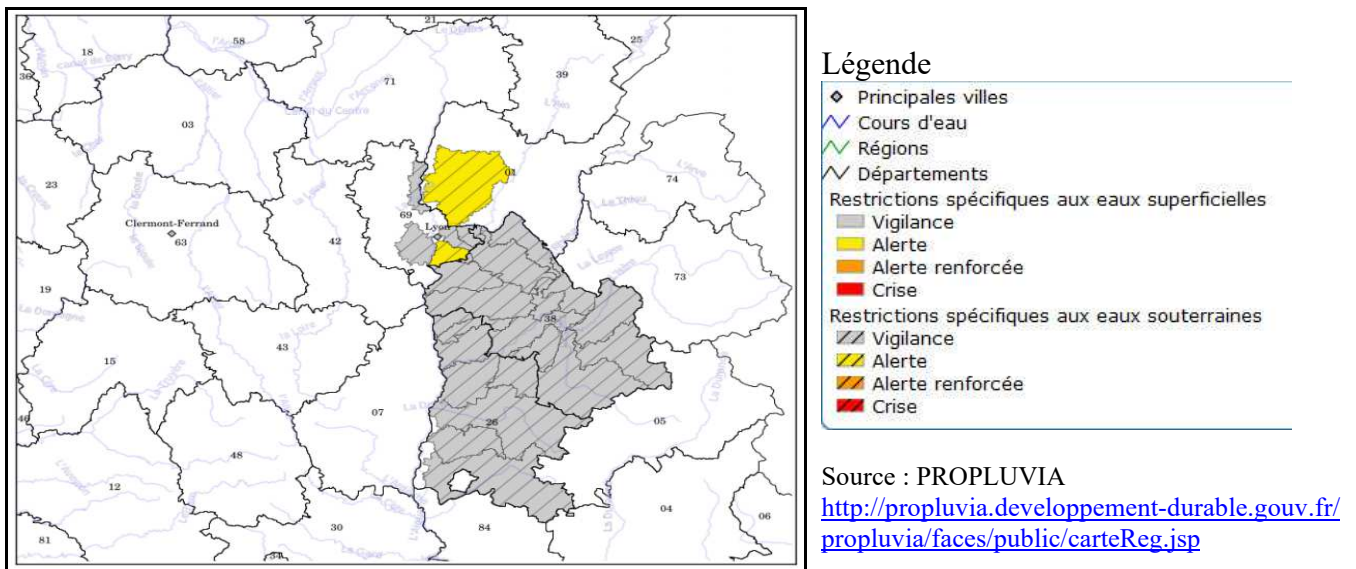 21
58
18
25
36
71
39
03
23
74
01
69
Clermont-Ferrand
63
Lyon
42
73
19
38
15
43
07
26
05
46
48
12
04
06
30
84
81
34
Légende
Principales villes
Cours d'eau
Régions
Départements
Restrictions spécifiques aux eaux superficielles
Vigilance
Alerte
Alerte renforcée
Crise
Restrictions spécifiques aux eaux souterraines
Vigilance
Alerte
Alerte renforcée
Crise
Source : PROPLUVIA
http://propluvia.developpement-durable.gouv.fr/
propluvia/faces/public/carteReg.jsp